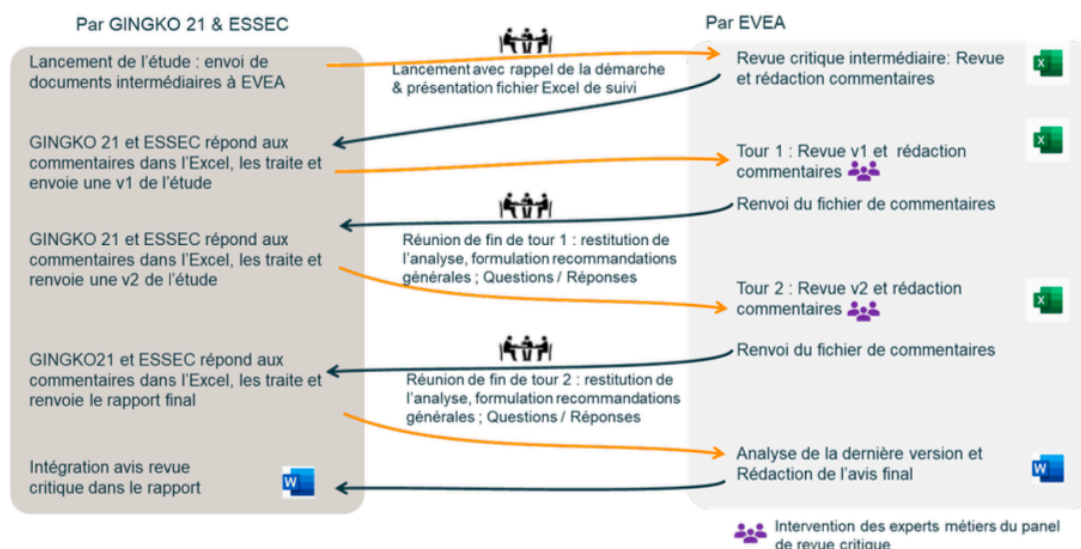 Par GINGKO 21 & ESSEC
Par EVEA
Lancement de l'étude : envoi de
documents intermédiaires à EVEA
Lancement avec rappel de la démarche
& présentation fichier Excel de suivi
Revue critique intermédiaire: Revue
et rédaction commentaires
X
GINGKO 21 et ESSEC répond aux
commentaires dans l'Excel, les traite et
envoie une v1 de l'étude
Tour 1 : Revue v1 et rédaction
commentaires
X
Renvoi du fichier de commentaires
GINGKO 21 et ESSEC répond aux
commentaires dans l'Excel, les traite et
renvoie une v2 de l'étude
Réunion de fin de tour 1 : restitution de
l'analyse, formulation recommandations
générales ; Questions / Réponses
Tour 2 : Revue v2 et rédaction
commentaires
X
Renvoi du fichier de commentaires
GINGKO21 et ESSEC répond aux
commentaires dans l'Excel, les traite et
renvoie le rapport final
Réunion de fin de tour 2 : restitution de
l'analyse, formulation recommandations
générales ; Questions / Réponses
Analyse de la dernière version et
Rédaction de l'avis final
W
Intégration avis revue
critique dans le rapport
W
Intervention des experts métiers du panel
de revue critique